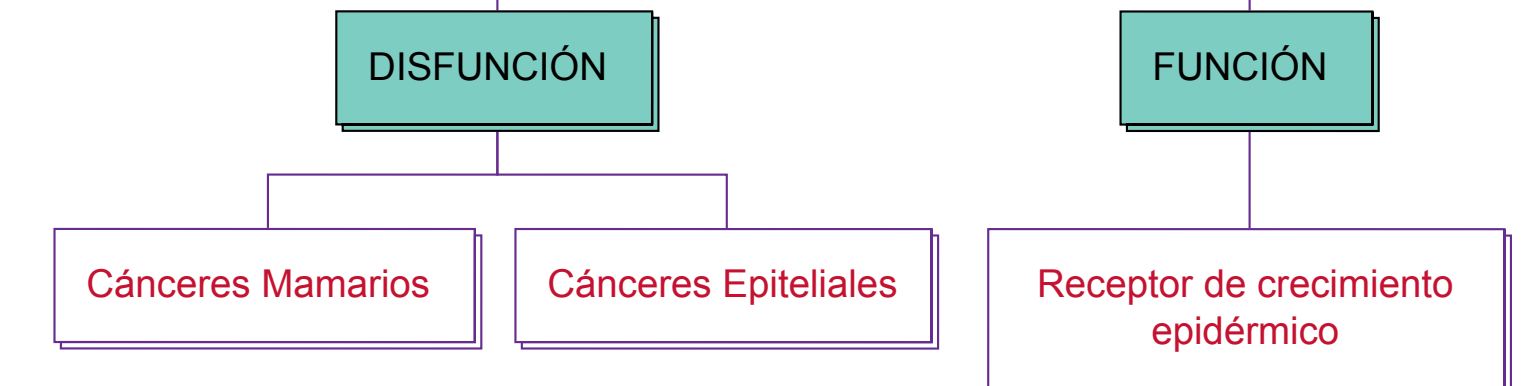 DISFUNCIÓN
FUNCIÓN
Cánceres Mamarios
Cánceres Epiteliales
Receptor de crecimiento
epidérmico